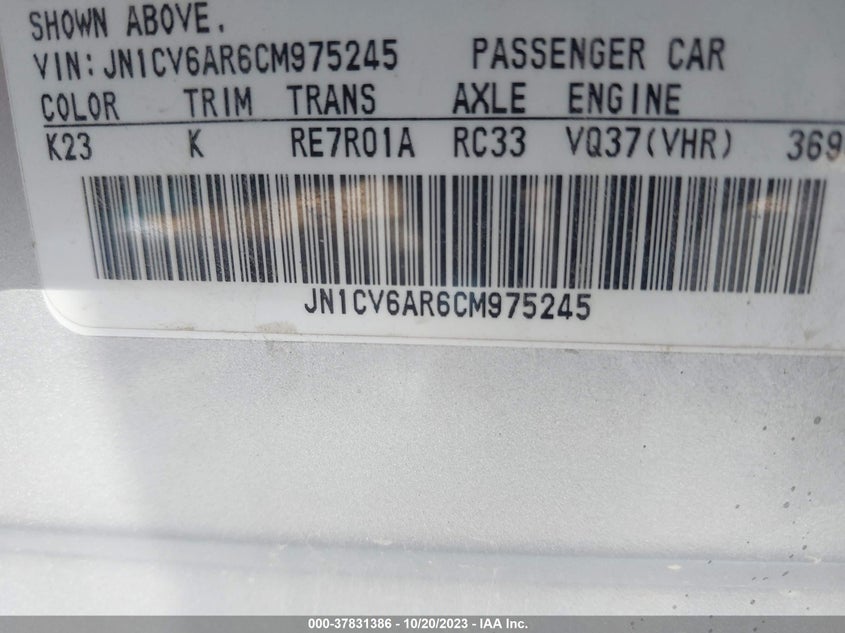 SHOWN ABOVE.
VIN: JN1CV6AR6CM975245 PASSENGER CAR
COLOR TRIM TRANS AXLE ENGINE
K23 K RE7R01A RC33 VQ37(VHR) 369
JN1CV6AR6CM975245
000-37831386 - 10/20/2023 - IAA Inc.